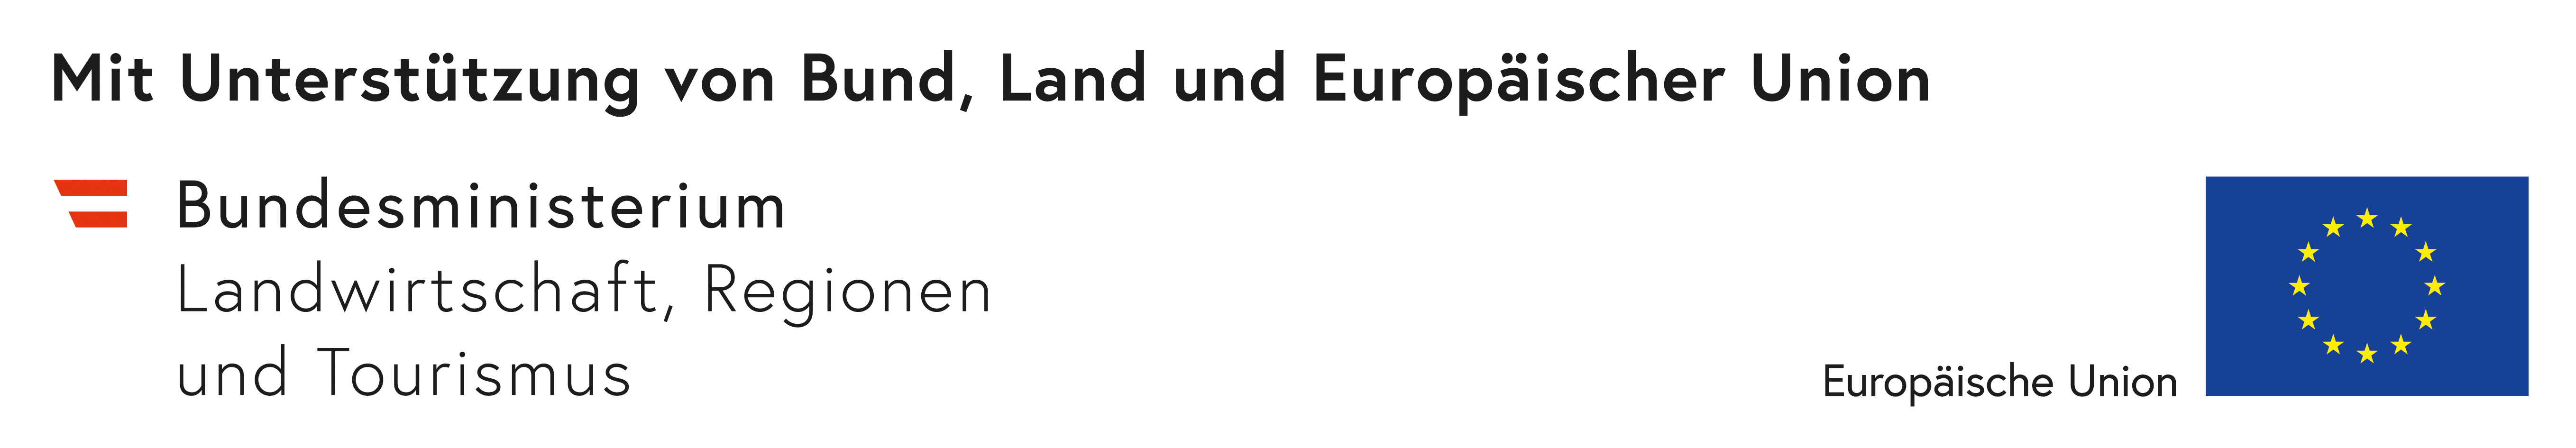 Mit Unterstützung von Bund, Land und Europäischer Union
Bundesministerium
Landwirtschaft, Regionen
und Tourismus
Europäische Union